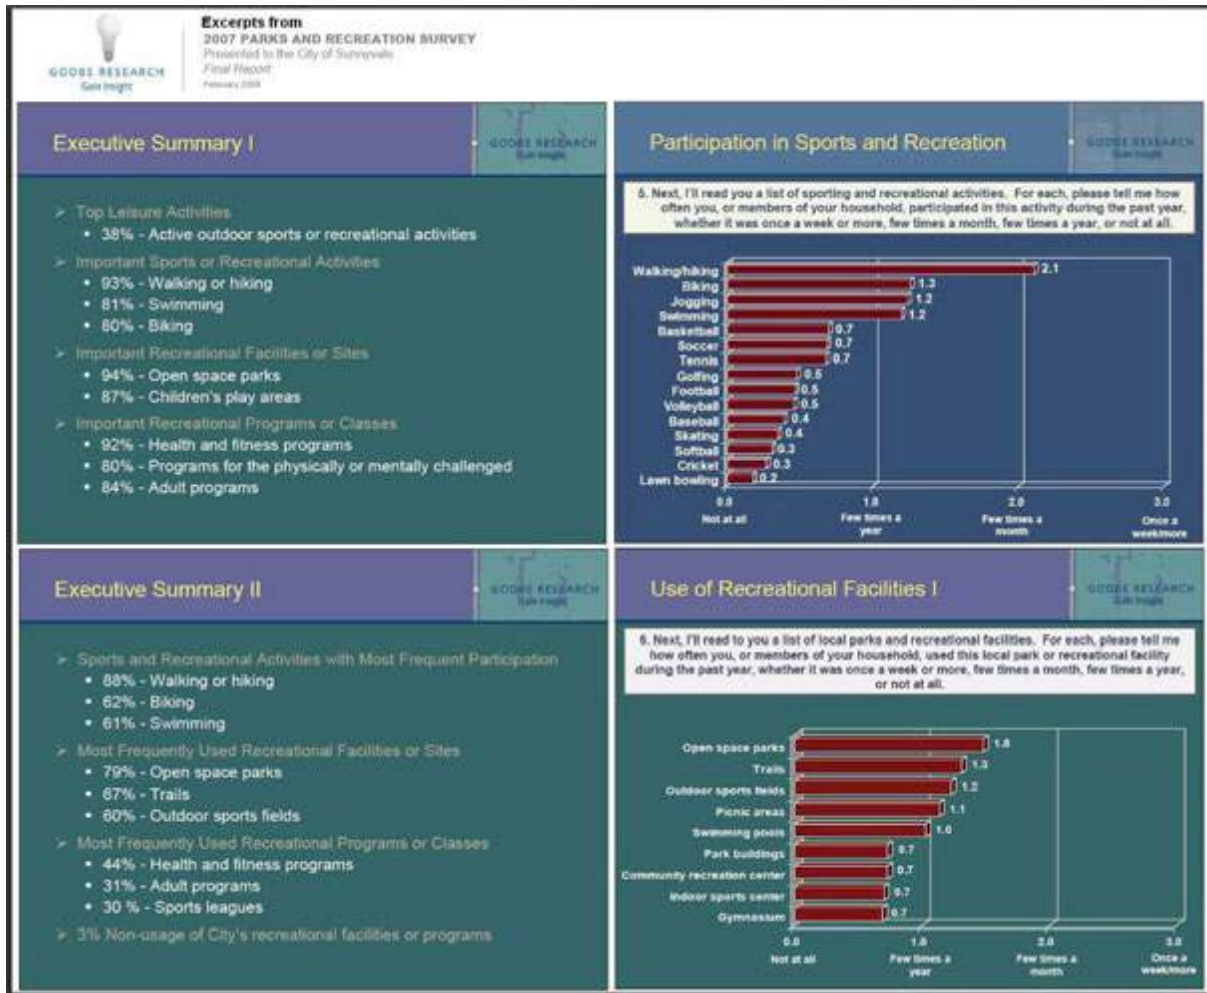 Excerpts from
2007 PARKS AND RECREATION SURVEY
Presented to the City of Sunnyvale
Final Report
February 2008
GODBE RESEARCH
Gain Insight
Executive Summary I
GODBE RESEARCH
Gain Insight
➢ Top Leisure Activities
▪ 38% - Active outdoor sports or recreational activities
➢ Important Sports or Recreational Activities
▪ 93% - Walking or hiking
▪ 81% - Swimming
▪ 80% - Biking
➢ Important Recreational Facilities or Sites
▪ 94% - Open space parks
▪ 87% - Children's play areas
➢ Important Recreational Programs or Classes
▪ 92% - Health and fitness programs
▪ 80% - Programs for the physically or mentally challenged
▪ 84% - Adult programs
Participation in Sports and Recreation
GODBE RESEARCH
Gain Insight
5. Next, I'll read you a list of sporting and recreational activities. For each, please tell me how
often you, or members of your household, participated in this activity during the past year,
whether it was once a week or more, few times a month, few times a year, or not at all.
Walking/hiking 2.1
Biking 1.3
Jogging 1.2
Swimming 1.2
Basketball 0.7
Soccer 0.7
Tennis 0.7
Golfing 0.5
Football 0.5
Volleyball 0.5
Baseball 0.4
Skating 0.4
Softball 0.3
Cricket 0.3
Lawn bowling 0.2
0.0 1.0 2.0 3.0
Not at all Few times a Few times a Once a
year month week/more
Executive Summary II
GODBE RESEARCH
Gain Insight
➢ Sports and Recreational Activities with Most Frequent Participation
▪ 88% - Walking or hiking
▪ 62% - Biking
▪ 61% - Swimming
➢ Most Frequently Used Recreational Facilities or Sites
▪ 79% - Open space parks
▪ 67% - Trails
▪ 60% - Outdoor sports fields
➢ Most Frequently Used Recreational Programs or Classes
▪ 44% - Health and fitness programs
▪ 31% - Adult programs
▪ 30 % - Sports leagues
➢ 3% Non-usage of City's recreational facilities or programs
Use of Recreational Facilities I
GODBE RESEARCH
Gain Insight
6. Next, I'll read to you a list of local parks and recreational facilities. For each, please tell me
how often you, or members of your household, used this local park or recreational facility
during the past year, whether it was once a week or more, few times a month, few times a year,
or not at all.
Open space parks
Trails 1.3
Outdoor sports fields 1.2
Picnic areas 1.1
Swimming pools 1.0
Park buildings 0.7
Community recreation center 0.7
Indoor sports center 0.7
Gymnasium 0.7
0.0 1.0 2.0 3.0
Not at all Few times a Few times a Once a
year month week/more